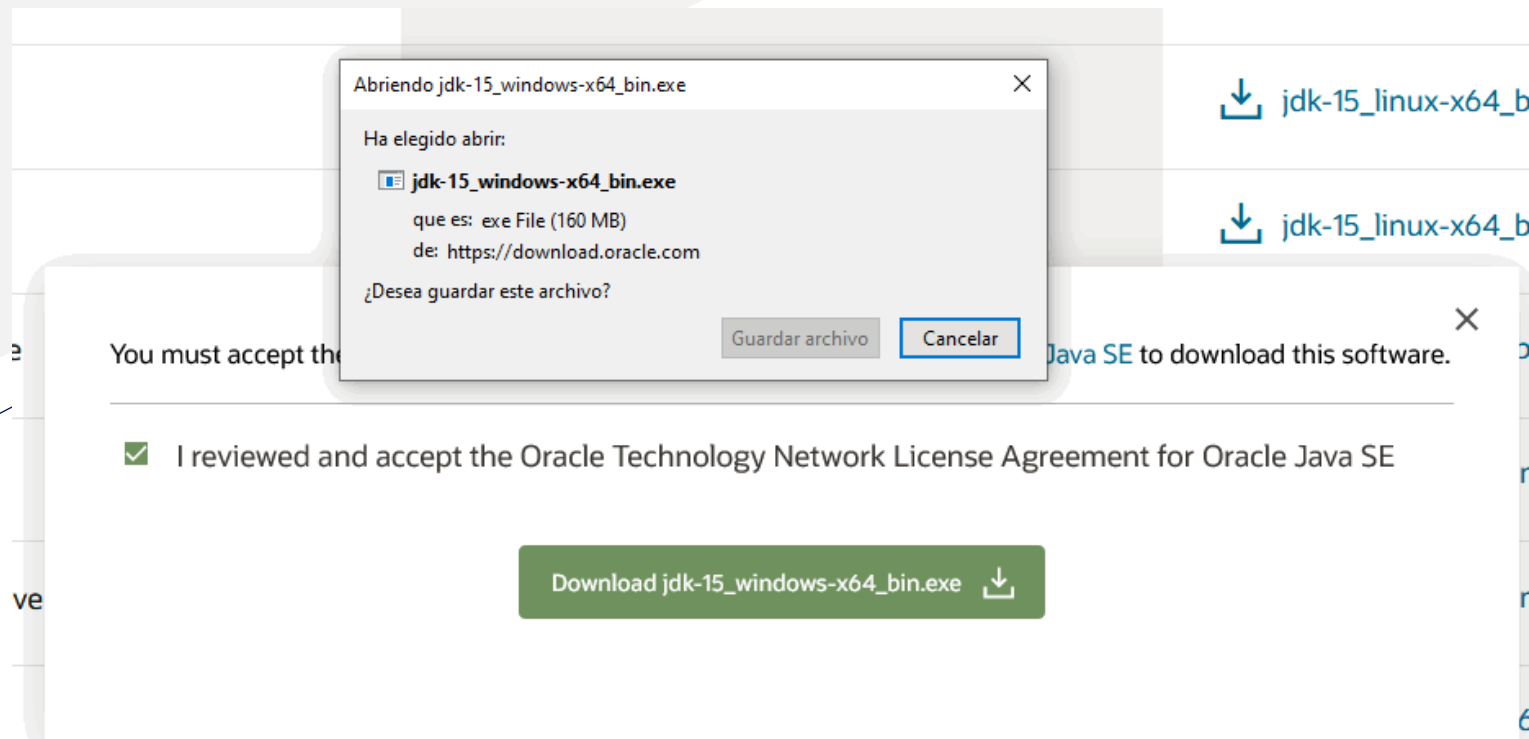 Abriendo jdk-15_windows-x64_bin.exe
Ha elegido abrir:
jdk-15_windows-x64_bin.exe
que es: exe File (160 MB)
de: https://download.oracle.com
¿Desea guardar este archivo?
Guardar archivo
Cancelar
jdk-15_linux-x64_b
jdk-15_linux-x64_b
You must accept the
Java SE to download this software.
I reviewed and accept the Oracle Technology Network License Agreement for Oracle Java SE
Download jdk-15_windows-x64_bin.exe
ve